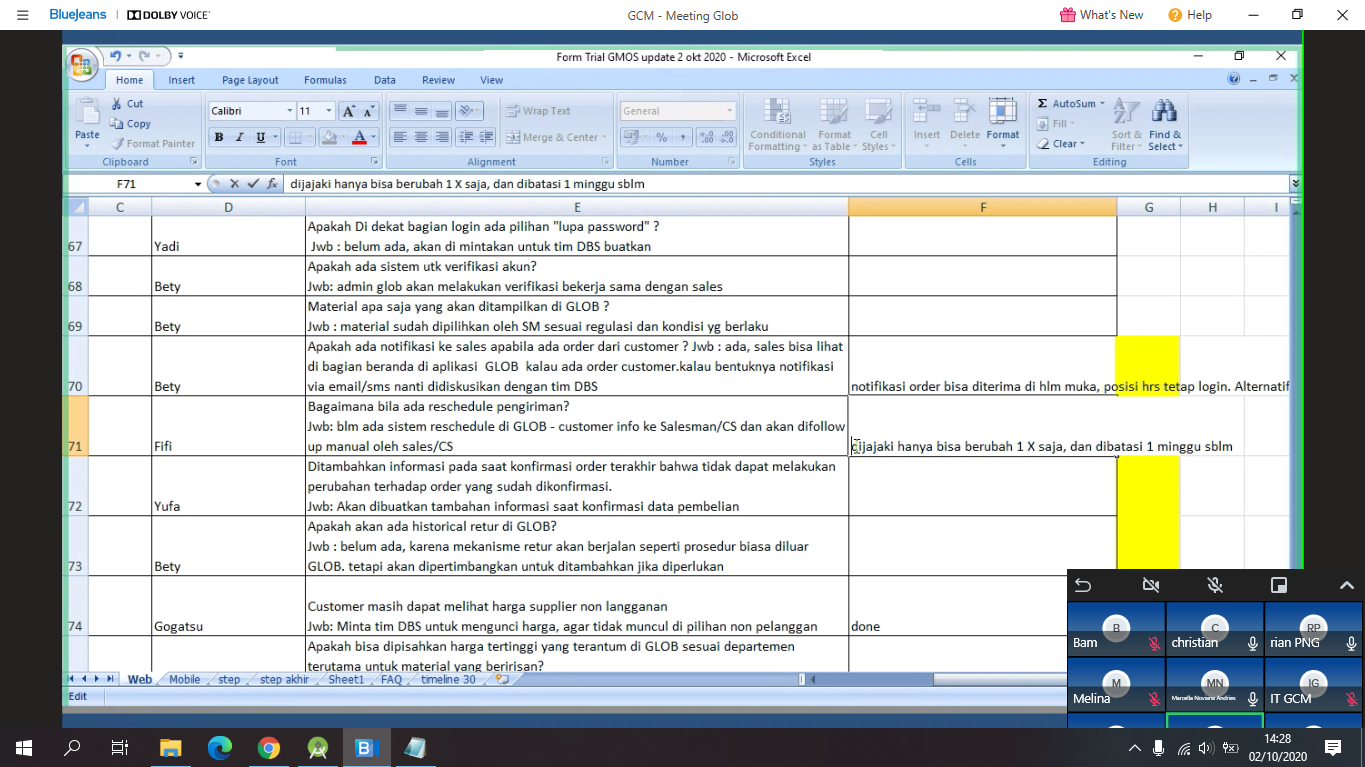 BlueJeans DOLBY VOICE
GCM - Meeting Glob
What's New Help
Form Trial GMOS update 2 okt 2020 - Microsoft Excel
Home Insert Page Layout Formulas Data Review View
Paste
Cut
Copy
Format Painter
Clipboard
Calibri 11
B I U
Font
Wrap Text
Merge & Center
Alignment
General
Number
Conditional Formatting
Format as Table
Cell Styles
Styles
Insert Delete Format
Cells
AutoSum
Fill
Clear
Sort & Filter
Find & Select
Editing
F71 fx dijajaki hanya bisa berubah 1 X saja, dan dibatasi 1 minggu sblm
C D E F G H I
Apakah Di dekat bagian login ada pilihan "lupa password" ?
67 Yadi Jwb : belum ada, akan di mintakan untuk tim DBS buatkan
Apakah ada sistem utk verifikasi akun?
68 Bety Jwb: admin glob akan melakukan verifikasi bekerja sama dengan sales
Material apa saja yang akan ditampilkan di GLOB ?
69 Bety Jwb : material sudah dipilihkan oleh SM sesuai regulasi dan kondisi yg berlaku
Apakah ada notifikasi ke sales apabila ada order dari customer ? Jwb : ada, sales bisa lihat
di bagian beranda di aplikasi GLOB kalau ada order customer.kalau bentuknya notifikasi
70 Bety via email/sms nanti didiskusikan dengan tim DBS notifikasi order bisa diterima di hlm muka, posisi hrs tetap login. Alternatif
Bagaimana bila ada reschedule pengiriman?
Jwb: blm ada sistem reschedule di GLOB - customer info ke Salesman/CS dan akan difollow
71 Fifi up manual oleh sales/CS dijajaki hanya bisa berubah 1 X saja, dan dibatasi 1 minggu sblm
Ditambahkan informasi pada saat konfirmasi order terakhir bahwa tidak dapat melakukan
perubahan terhadap order yang sudah dikonfirmasi.
72 Yufa Jwb: Akan dibuatkan tambahan informasi saat konfirmasi data pembelian
Apakah akan ada historical retur di GLOB?
Jwb : belum ada, karena mekanisme retur akan berjalan seperti prosedur biasa diluar
73 Bety GLOB. tetapi akan dipertimbangkan untuk ditambahkan jika diperlukan
Customer masih dapat melihat harga supplier non langganan
74 Gogatsu Jwb: Minta tim DBS untuk mengunci harga, agar tidak muncul di pilihan non pelanggan done
Apakah bisa dipisahkan harga tertinggi yang terantum di GLOB sesuai departemen
terutama untuk material yang beririsan?
Web Mobile step step akhir Sheet1 FAQ timeline 30
Edit
B C RP
Bam christian rian PNG
M MN IG
Melina Marcella Noviana Andries IT GCM
14:28
02/10/2020